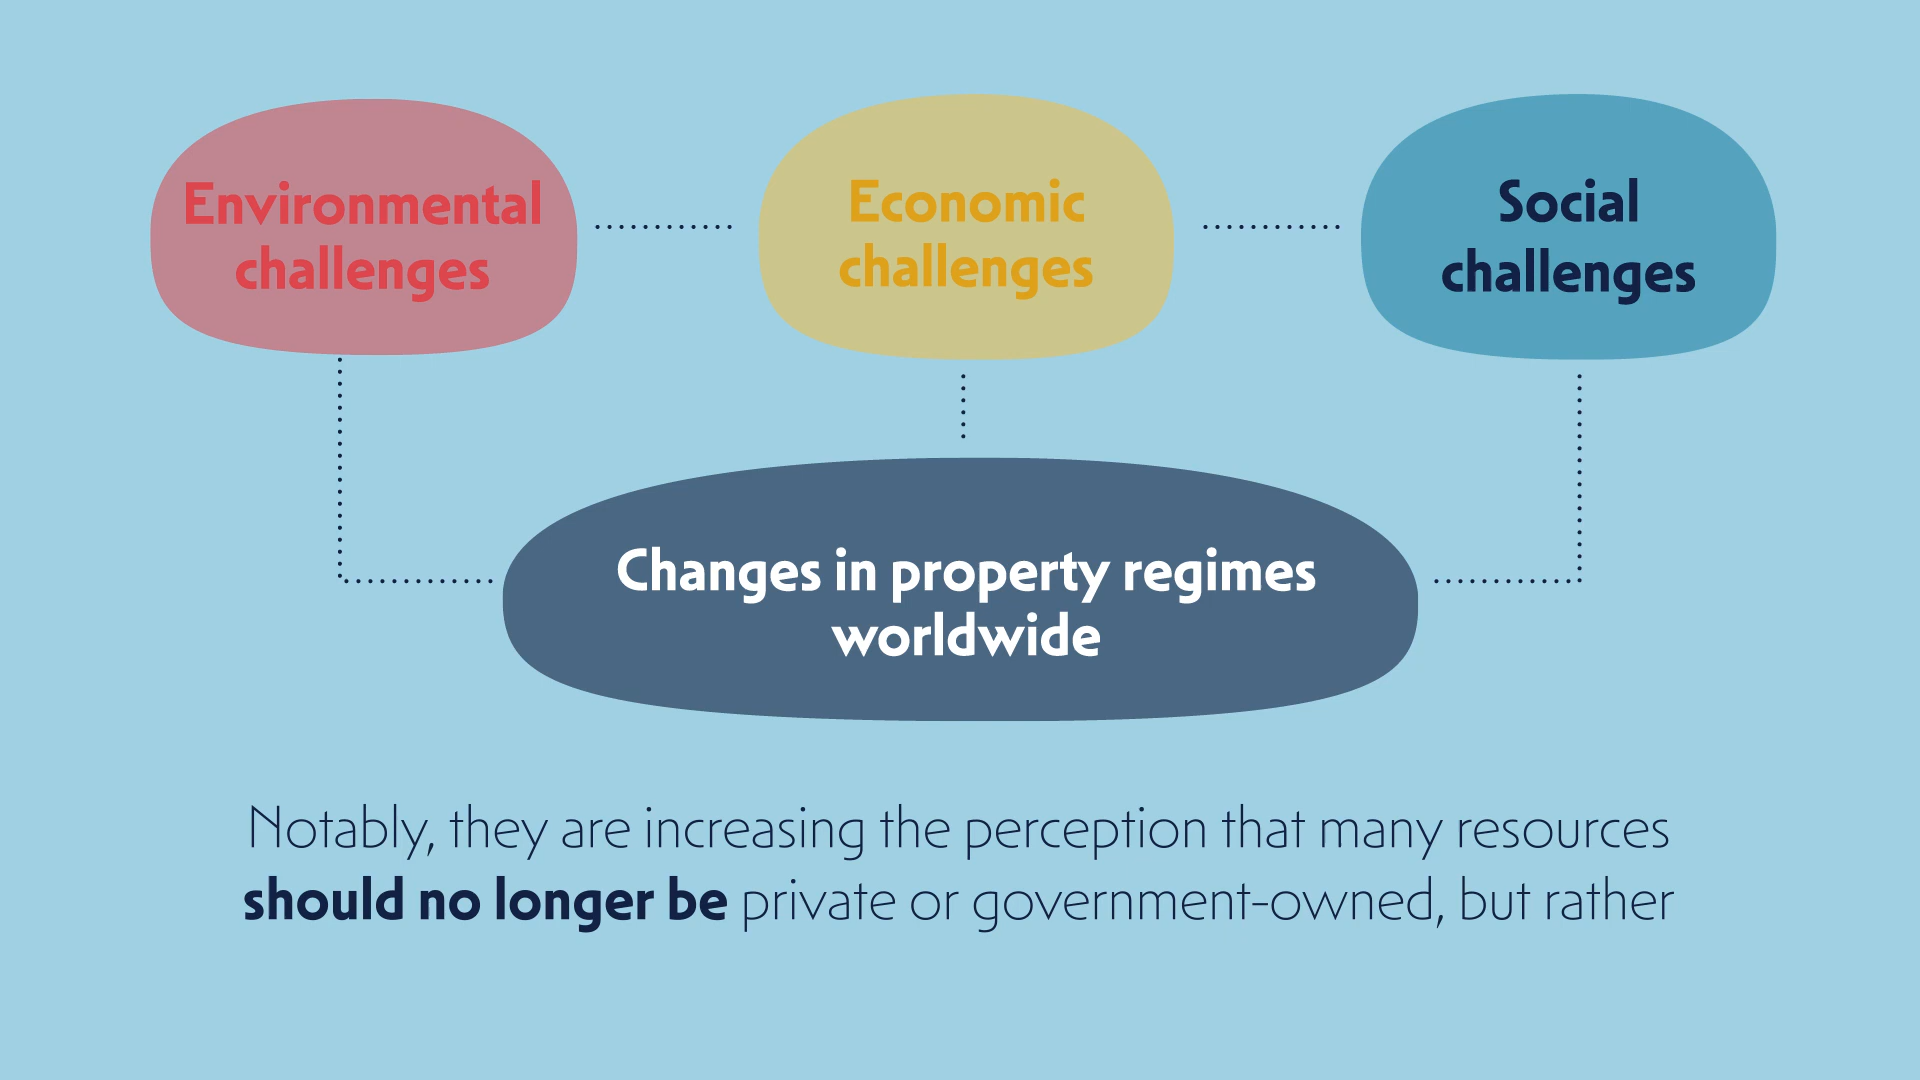 Environmental
challenges
Economic
challenges
Social
challenges
Changes in property regimes
worldwide
Notably, they are increasing the perception that many resources
should no longer be private or government-owned, but rather